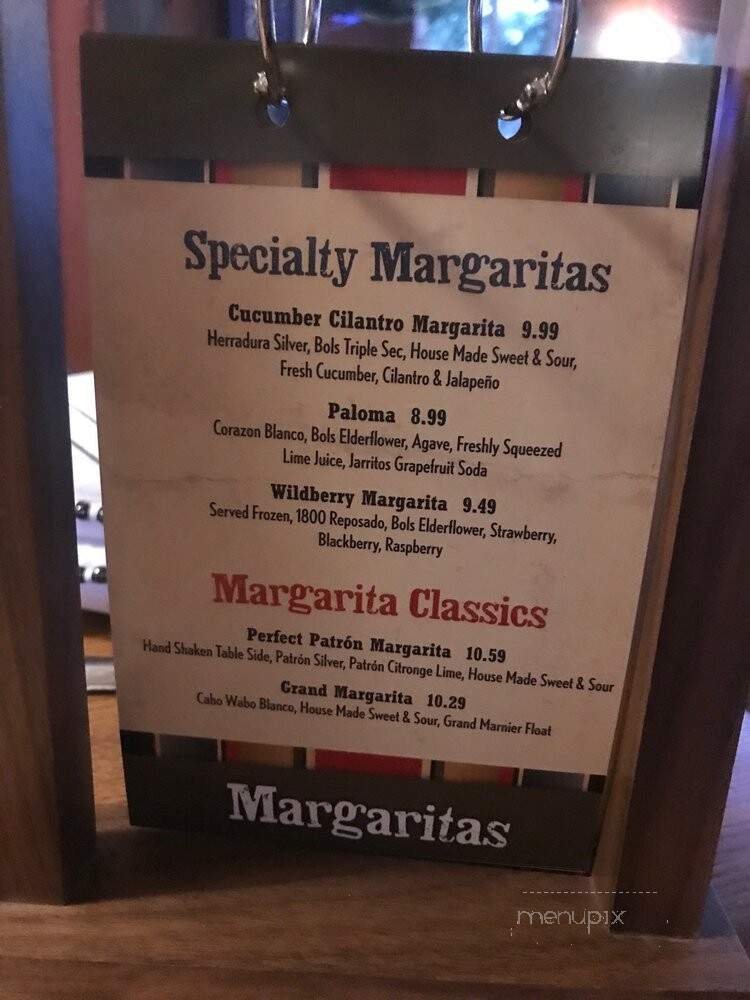 Specialty Margaritas
Cucumber Cilantro Margarita 9.99
Herradura Silver, Bols Triple Sec, House Made Sweet & Sour,
Fresh Cucumber, Cilantro & Jalapeño
Paloma 8.99
Corazon Blanco, Bols Elderflower, Agave, Freshly Squeezed
Lime Juice, Jarritos Grapefruit Soda
Wildberry Margarita 9.49
Served Frozen, 1800 Reposado, Bols Elderflower, Strawberry,
Blackberry, Raspberry
Margarita Classics
Perfect Patrón Margarita 10.59
Hand Shaken Table Side, Patrón Silver, Patrón Citronge Lime, House Made Sweet & Sour
Grand Margarita 10.29
Cabo Wabo Blanco, House Made Sweet & Sour, Grand Marnier Float
Margaritas
menupix